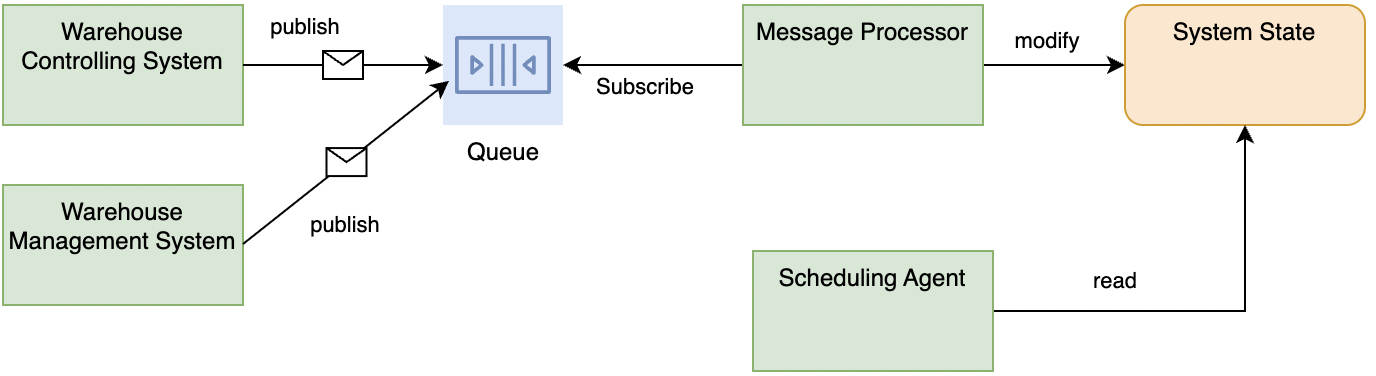 Warehouse
Controlling System
publish
Queue
Subscribe
Message Processor
modify
System State
Warehouse
Management System
publish
Scheduling Agent
read